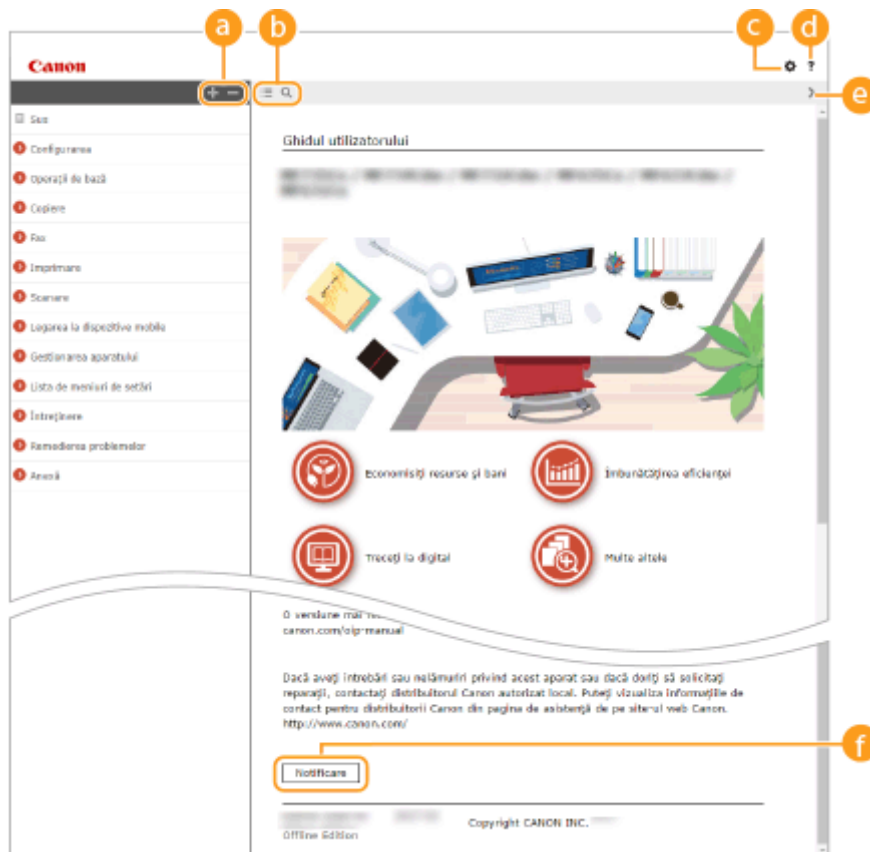 a
b
c
d
Canon
?
e
Sus
Ghidul utilizatorului
Configurarea
Operații de bază
Copiere
Fax
Imprimare
Scanare
Legarea la dispozitive mobile
Gestionarea aparatului
Lista de meniuri de setări
Întreținere
Remedierea problemelor
Anexă
Economisiți resurse și bani
Îmbunătățirea eficienței
Treceți la digital
Multe altele
O versiune mai
canon.com/oip-manual
Dacă aveți întrebări sau nelămuriri privind acest aparat sau dacă doriți să solicitați
reparații, contactați distribuitorul Canon autorizat local. Puteți vizualiza informațiile de
contact pentru distribuitorii Canon din pagina de asistență de pe site-ul web Canon.
http://www.canon.com/
f
Notificare
Copyright CANON INC.
Offline Edition